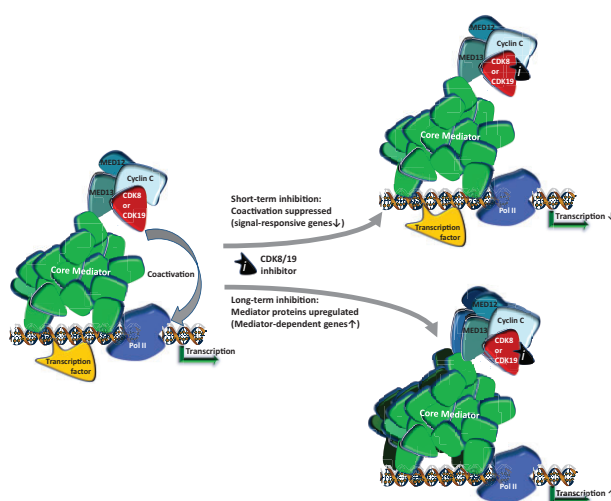 MED12
Cyclin C
MED13
CDK8
or
CDK19
Core Mediator
Coactivation
Pol II
Transcription
factor
Transcription
Short-term inhibition:
Coactivation suppressed
(signal-responsive genes↓)
i
CDK8/19
inhibitor
Long-term inhibition:
Mediator proteins upregulated
(Mediator-dependent genes↑)
MED12
Cyclin C
MED13
CDK8
or
CDK19
i
Core Mediator
Pol II
Transcription
factor
Transcription ↓
MED12
Cyclin C
MED13
CDK8
or
CDK19
i
Core Mediator
Pol II
Transcription ↑